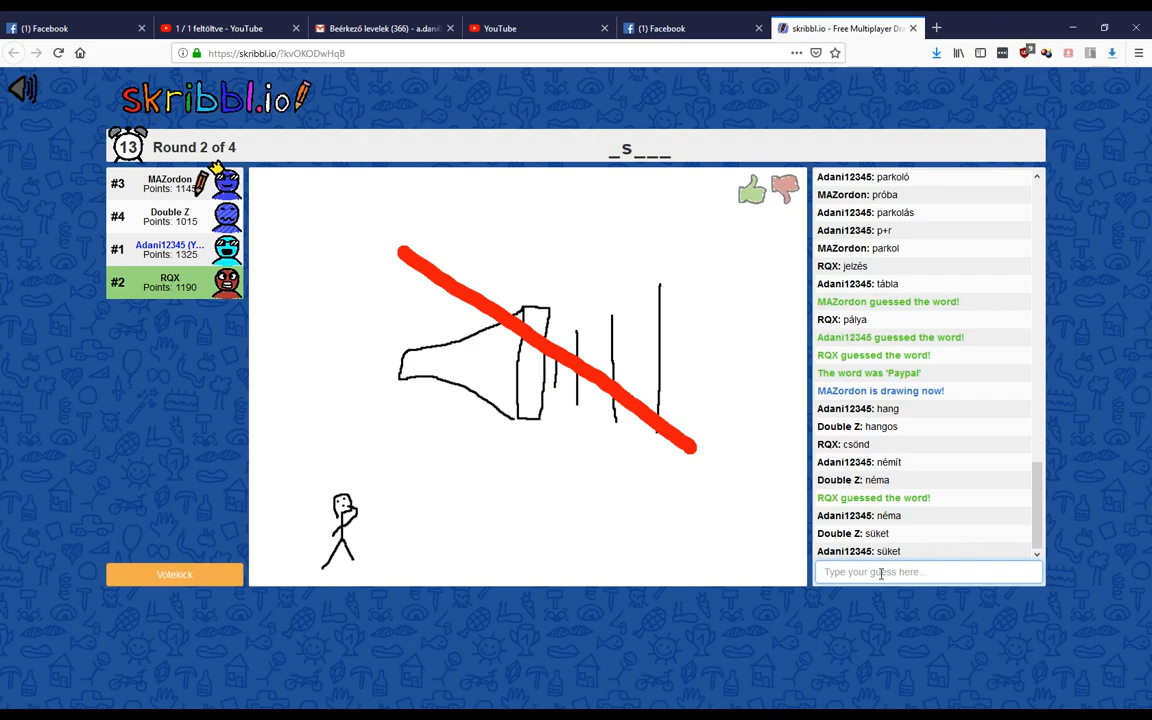 (1) Facebook
1 / 1 feltöltve - YouTube
Beérkező levelek (366) - a.dani
YouTube
(1) Facebook
skribbl.io - Free Multiplayer Dra
https://skribbl.io/?kvOKODwHqB
9
skribbl.io
13
Round 2 of 4
_s___
#3
MAZordon
Points: 1145
#4
Double Z
Points: 1015
#1
Adani12345 (Y...
Points: 1325
#2
RQX
Points: 1190
Votekick
Adani12345: parkoló
MAZordon: próba
Adani12345: parkolás
Adani12345: p+r
MAZordon: parkol
RQX: jelzés
Adani12345: tábla
MAZordon guessed the word!
RQX: pálya
Adani12345 guessed the word!
RQX guessed the word!
The word was 'Paypal'
MAZordon is drawing now!
Adani12345: hang
Double Z: hangos
RQX: csönd
Adani12345: némít
Double Z: néma
RQX guessed the word!
Adani12345: néma
Double Z: süket
Adani12345: süket
Type your guess here...